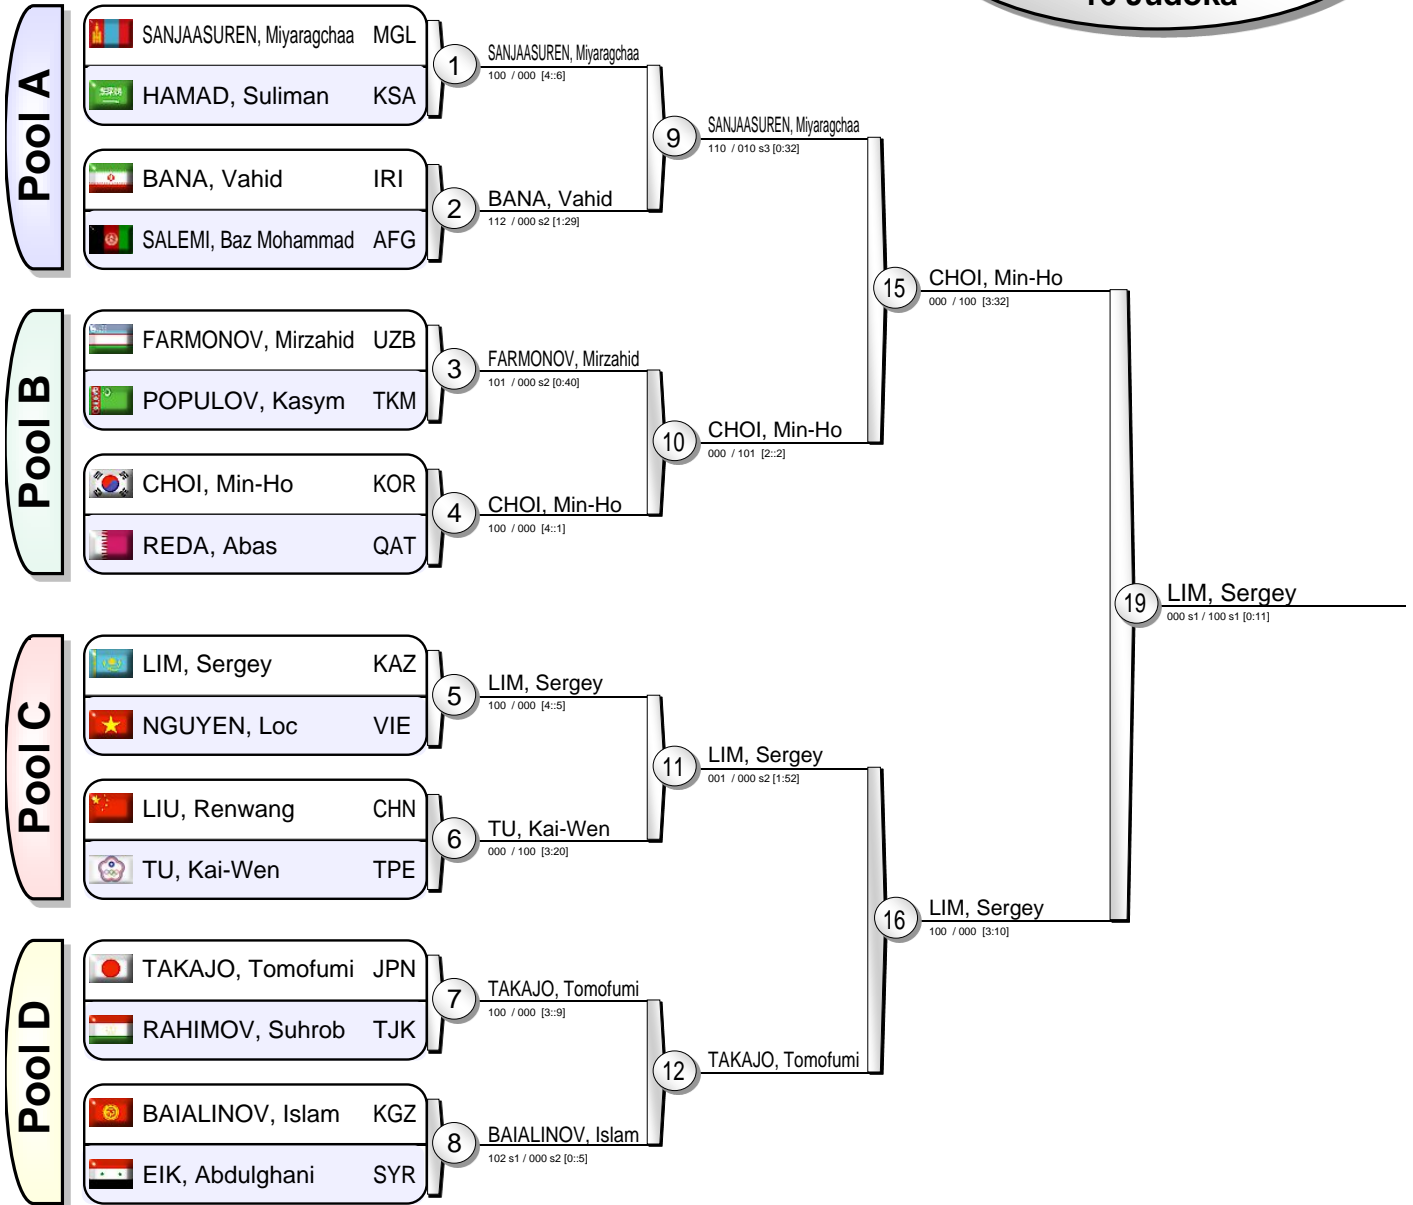 16 Judoka
Pool A
SANJAASUREN, Miyaragchaa MGL
HAMAD, Suliman KSA
1
SANJAASUREN, Miyaragchaa
100 / 000 [4::6]
BANA, Vahid IRI
SALEMI, Baz Mohammad AFG
2
BANA, Vahid
112 / 000 s2 [1:29]
9
SANJAASUREN, Miyaragchaa
110 / 010 s3 [0:32]
Pool B
FARMONOV, Mirzahid UZB
POPULOV, Kasym TKM
3
FARMONOV, Mirzahid
101 / 000 s2 [0:40]
CHOI, Min-Ho KOR
REDA, Abas QAT
4
CHOI, Min-Ho
100 / 000 [4::1]
10
CHOI, Min-Ho
000 / 101 [2::2]
15
CHOI, Min-Ho
000 / 100 [3:32]
Pool C
LIM, Sergey KAZ
NGUYEN, Loc VIE
5
LIM, Sergey
100 / 000 [4::5]
LIU, Renwang CHN
TU, Kai-Wen TPE
6
TU, Kai-Wen
000 / 100 [3:20]
11
LIM, Sergey
001 / 000 s2 [1:52]
Pool D
TAKAJO, Tomofumi JPN
RAHIMOV, Suhrob TJK
7
TAKAJO, Tomofumi
100 / 000 [3::9]
BAIALINOV, Islam KGZ
EIK, Abdulghani SYR
8
BAIALINOV, Islam
102 s1 / 000 s2 [0::5]
12
TAKAJO, Tomofumi
16
LIM, Sergey
100 / 000 [3:10]
19
LIM, Sergey
000 s1 / 100 s1 [0:11]